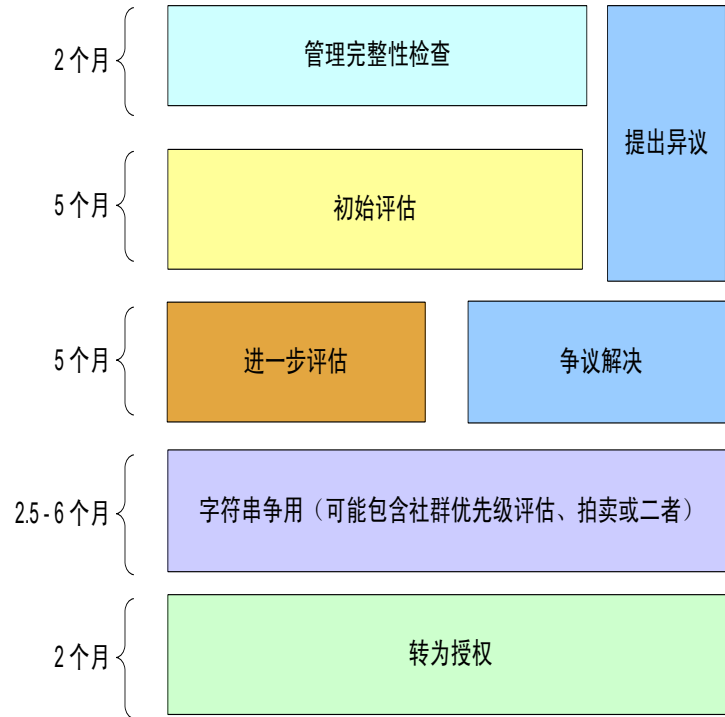 2 个月
管理完整性检查
提出异议
5 个月
初始评估
5 个月
进一步评估
争议解决
2.5 - 6 个月
字符串争用（可能包含社群优先级评估、拍卖或二者）
2 个月
转为授权